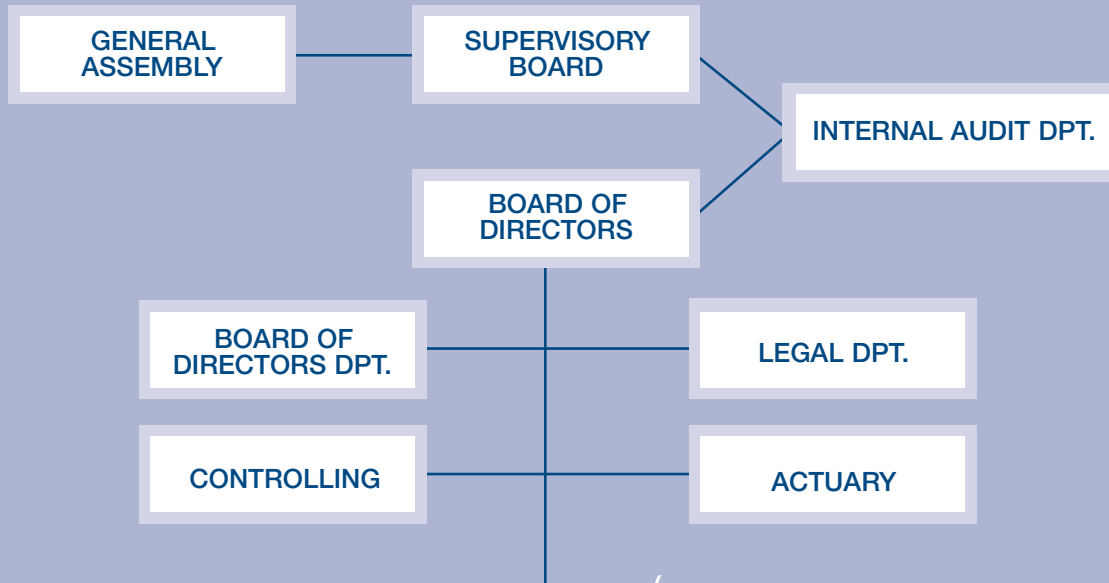 GENERAL
ASSEMBLY
SUPERVISORY
BOARD
INTERNAL AUDIT DPT.
BOARD OF
DIRECTORS
BOARD OF
DIRECTORS DPT.
LEGAL DPT.
CONTROLLING
ACTUARY